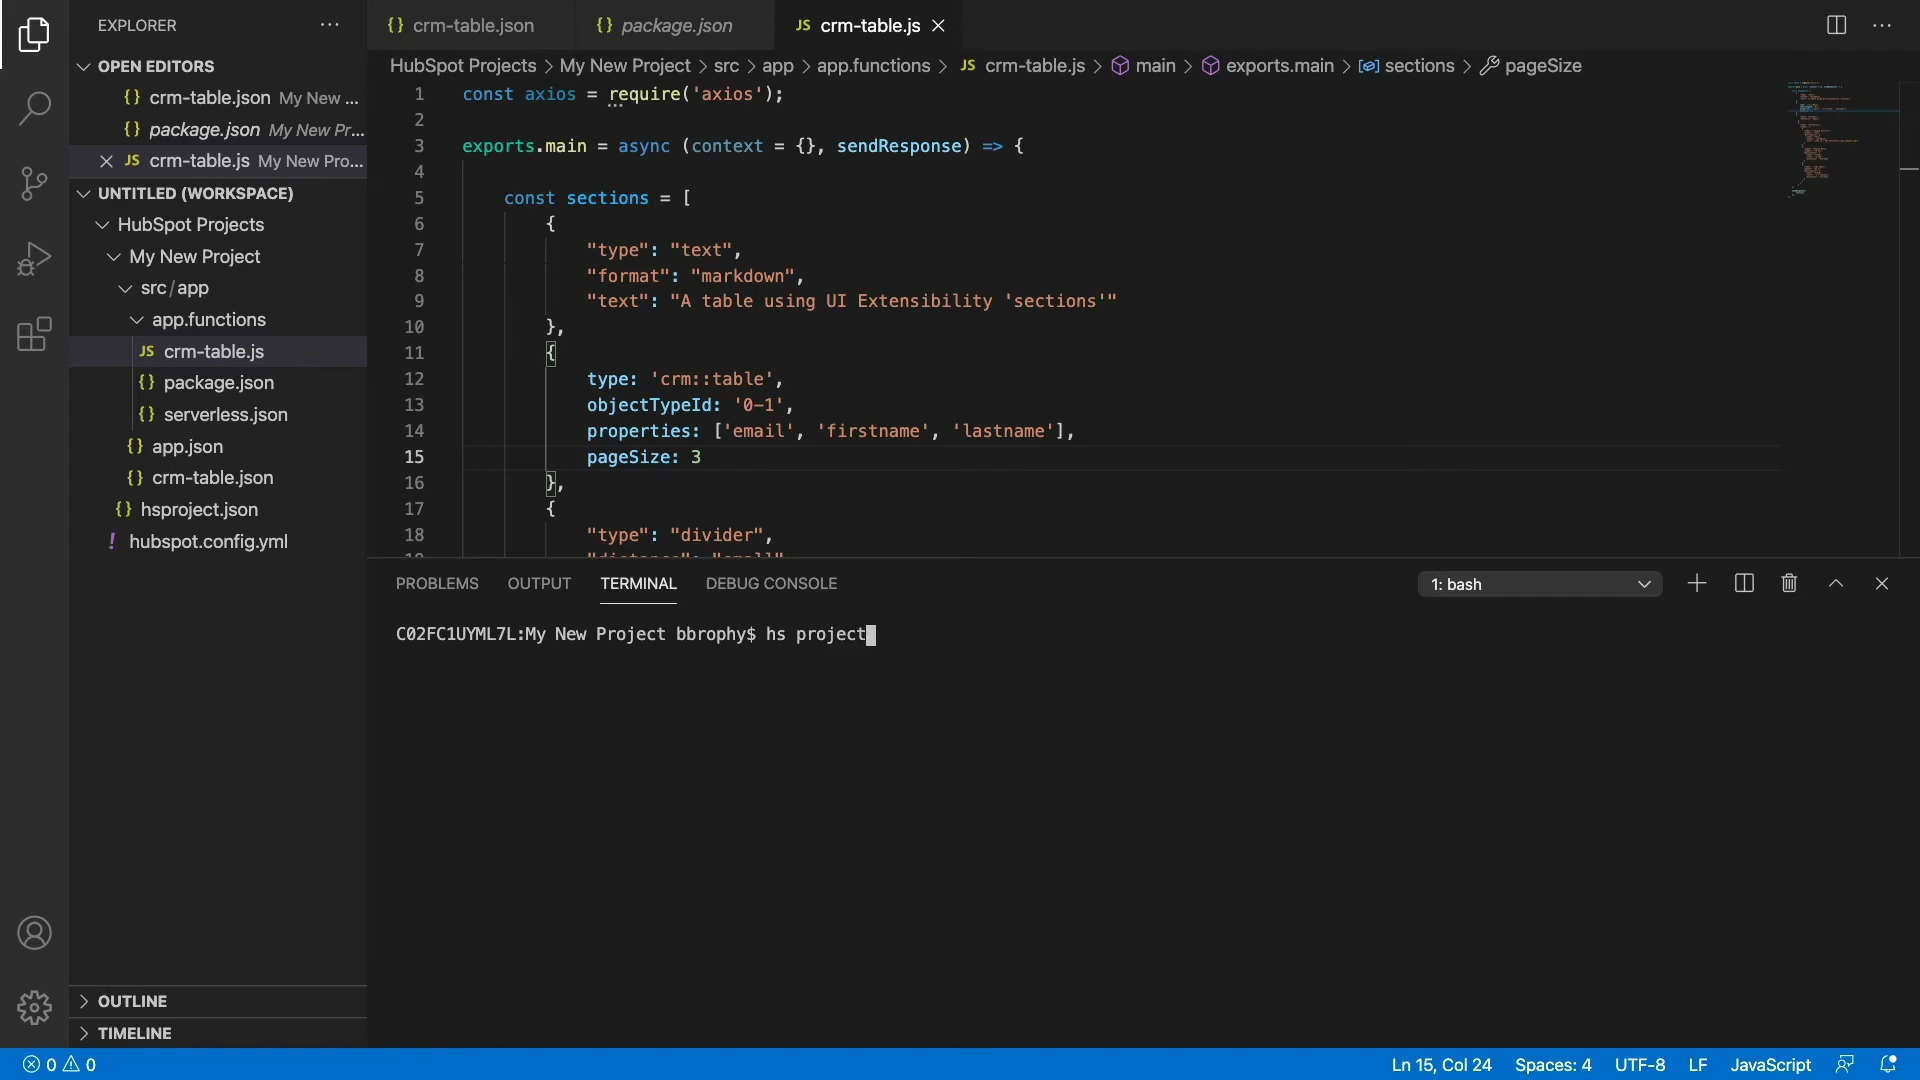 EXPLORER
OPEN EDITORS
{} crm-table.json My New ...
{} package.json My New Pr...
JS crm-table.js My New Pro...
UNTITLED (WORKSPACE)
HubSpot Projects
My New Project
src/app
app.functions
JS crm-table.js
{} package.json
{} serverless.json
{} app.json
{} crm-table.json
{} hsproject.json
! hubspot.config.yml
OUTLINE
TIMELINE
{} crm-table.json
{} package.json
JS crm-table.js
HubSpot Projects > My New Project > src > app > app.functions > JS crm-table.js > main > exports.main > sections > pageSize
1 const axios = require('axios');
2
3 exports.main = async (context = {}, sendResponse) => {
4
5 const sections = [
6 {
7 "type": "text",
8 "format": "markdown",
9 "text": "A table using UI Extensibility 'sections'"
10 },
11 {
12 type: 'crm::table',
13 objectTypeId: '0-1',
14 properties: ['email', 'firstname', 'lastname'],
15 pageSize: 3
16 },
17 {
18 "type": "divider",
PROBLEMS OUTPUT TERMINAL DEBUG CONSOLE
1: bash
C02FC1UYML7L:My New Project bbrophy$ hs project
0 0
Ln 15, Col 24 Spaces: 4 UTF-8 LF JavaScript